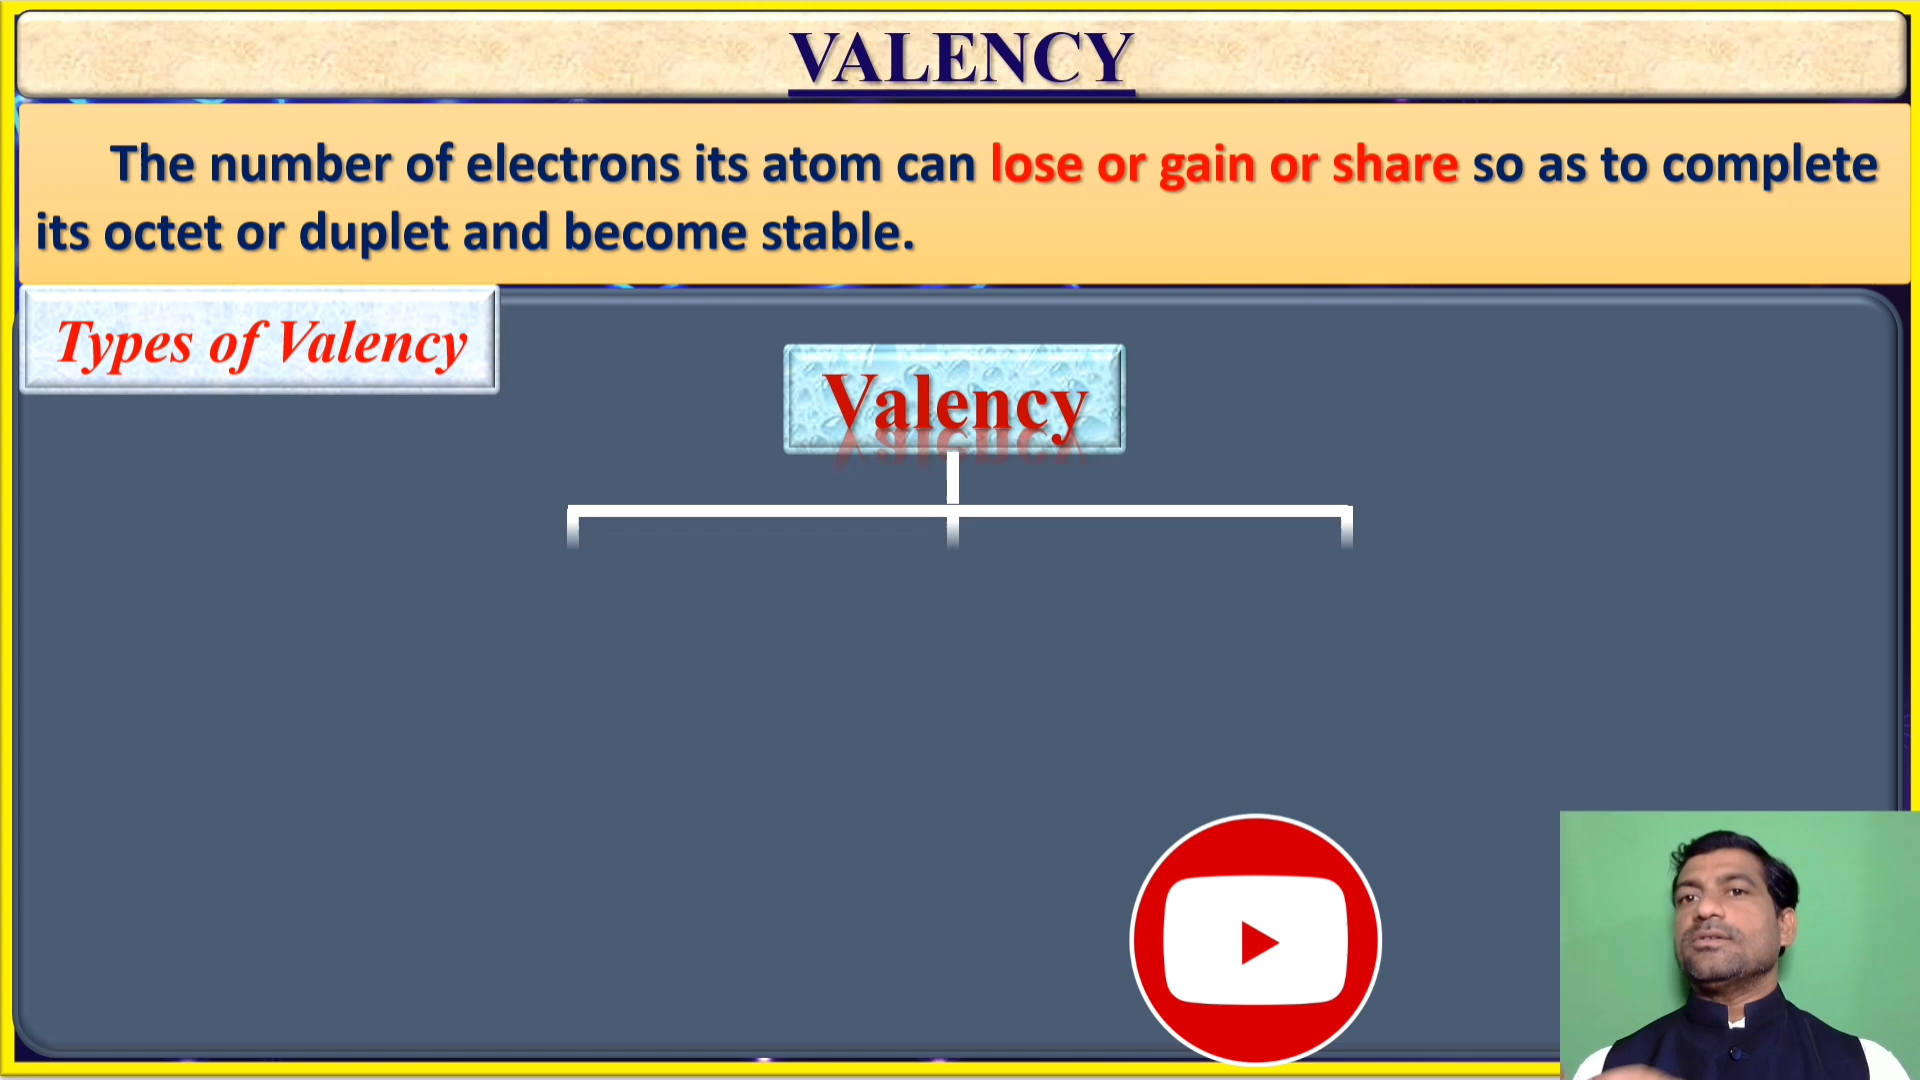 VALENCY
The number of electrons its atom can lose or gain or share so as to complete
its octet or duplet and become stable.
Types of Valency
Valency